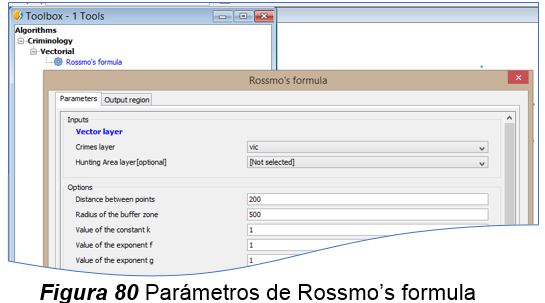 Toolbox - 1 Tools
Algorithms
Criminology
Vectorial
Rossmo's formula
Rossmo's formula
Parameters Output region
Inputs
Vector layer
Crimes layer vic
Hunting Area layer[optional] [Not selected]
Options
Distance between points 200
Radius of the buffer zone 500
Value of the constant k 1
Value of the exponent f 1
Value of the exponent g 1
Figura 80 Parámetros de Rossmo's formula